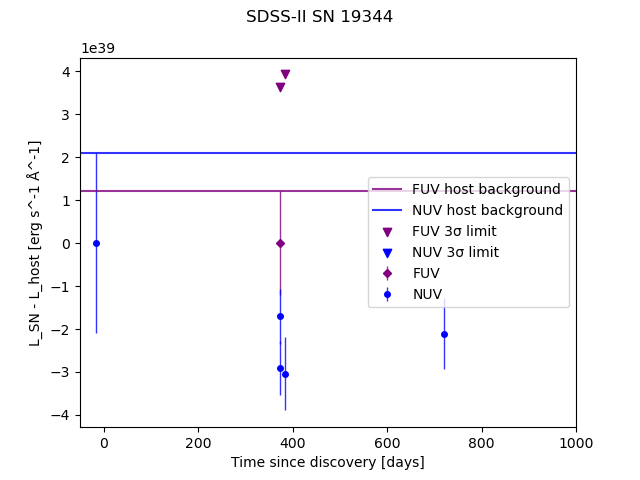 SDSS-II SN 19344
1e39
4
3
2
1
0
−1
−2
−3
−4
L_SN - L_host [erg s^-1 Å^-1]
FUV host background
NUV host background
FUV 3σ limit
NUV 3σ limit
FUV
NUV
0
200
400
600
800
1000
Time since discovery [days]